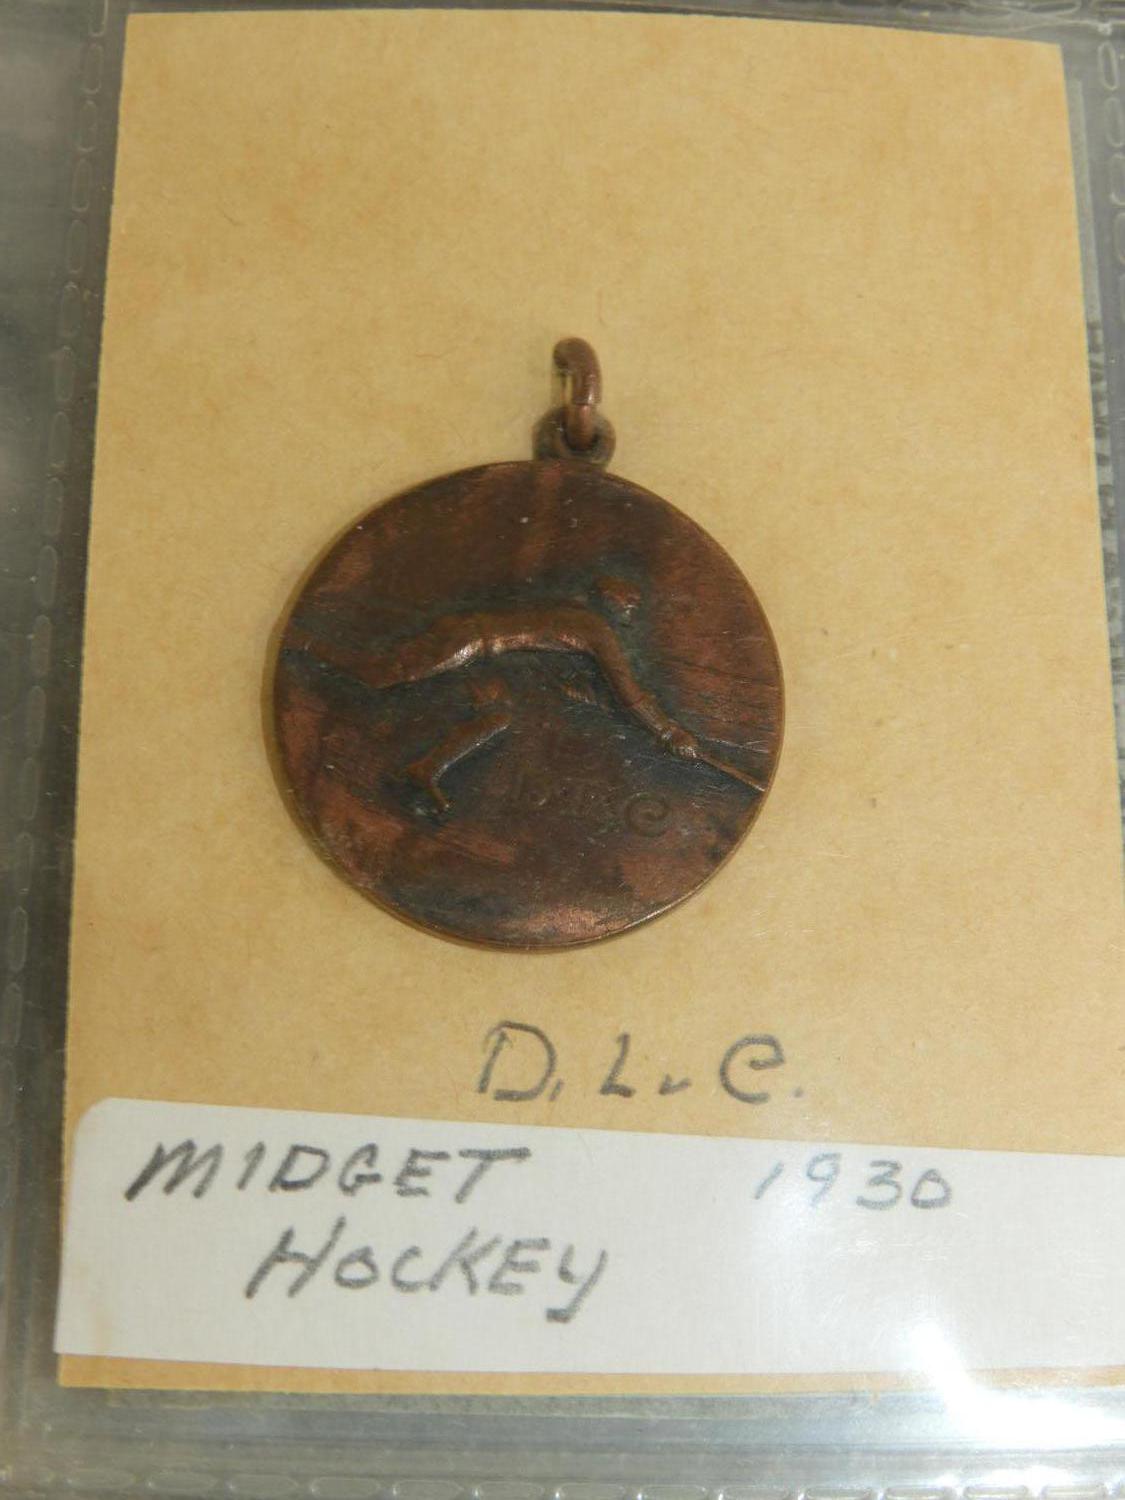 D. L. C.
MIDGET 1930
HOCKEY